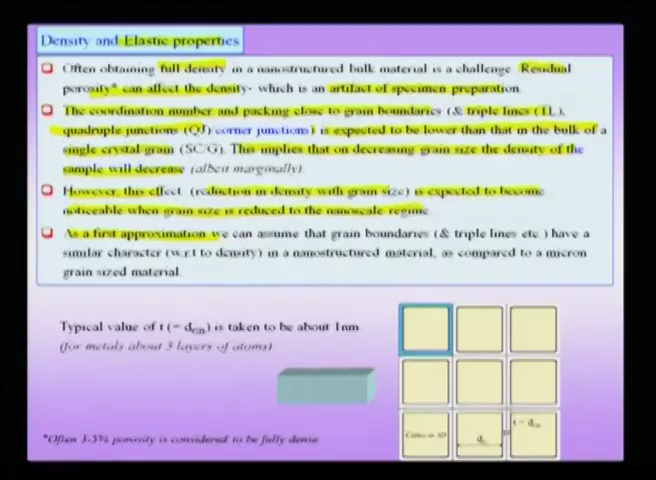 Density and Elastic properties
Often obtaining full density in a nanostructured bulk material is a challenge. Residual
porosity* can affect the density- which is an artifact of specimen preparation.
The coordination number and packing close to grain boundaries (& triple lines (TL),
quadruple junctions (QJ) corner junctions) is expected to be lower than that in the bulk of a
single crystal/grain (SC/G). This implies that on decreasing grain size the density of the
sample will decrease (albeit marginally).
However, this effect (reduction in density with grain size) is expected to become
noticeable when grain size is reduced to the nanoscale regime
As a first approximation we can assume that grain boundaries (& triple lines etc.) have a
similar character (w.r.t to density) in a nanostructured material, as compared to a micron
grain sized material.
Typical value of t (= dGB) is taken to be about 1nm
(for metals about 3 layers of atoms)
Cubes in 3D
dG
t = dGB
*Often 3-5% porosity is considered to be fully dense